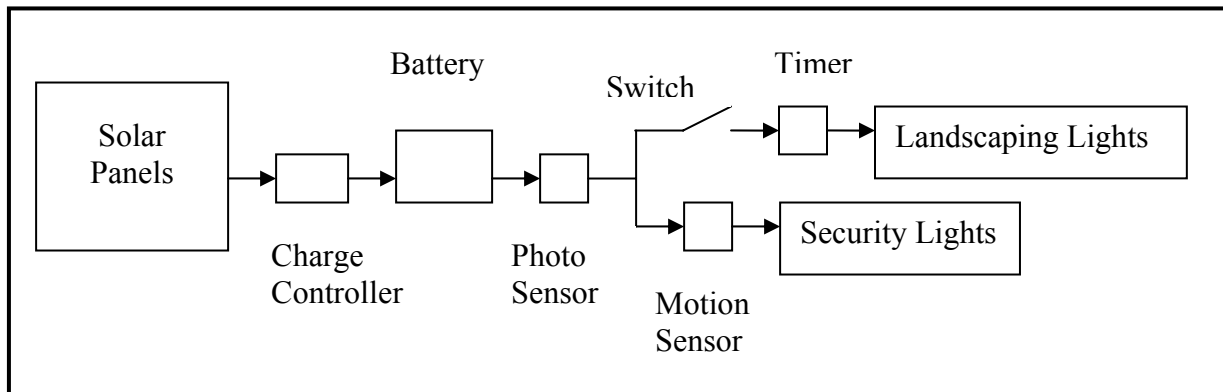 Battery
Timer
Switch
Solar
Panels
Landscaping Lights
Security Lights
Charge
Controller
Photo
Sensor
Motion
Sensor